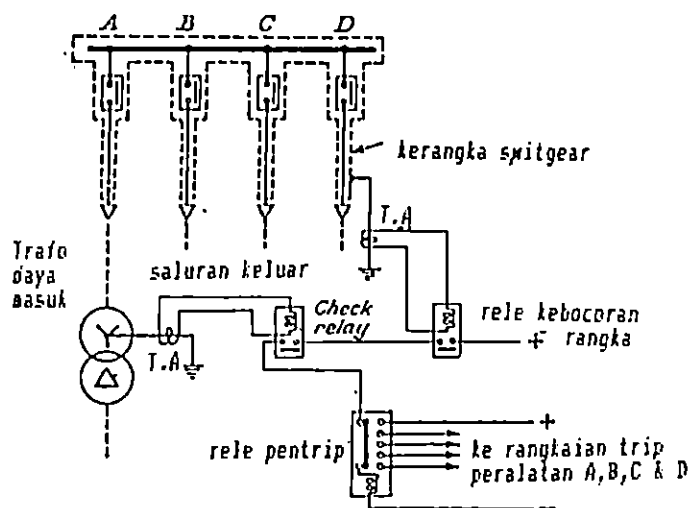 A B C D
kerangka switgear
T.A
Trafo
daya
masuk
saluran keluar
Check
relay
rele kebocoran
rangka
+
T.A
rele pentrip
+
ke rangkaian trip
peralatan A,B,C & D